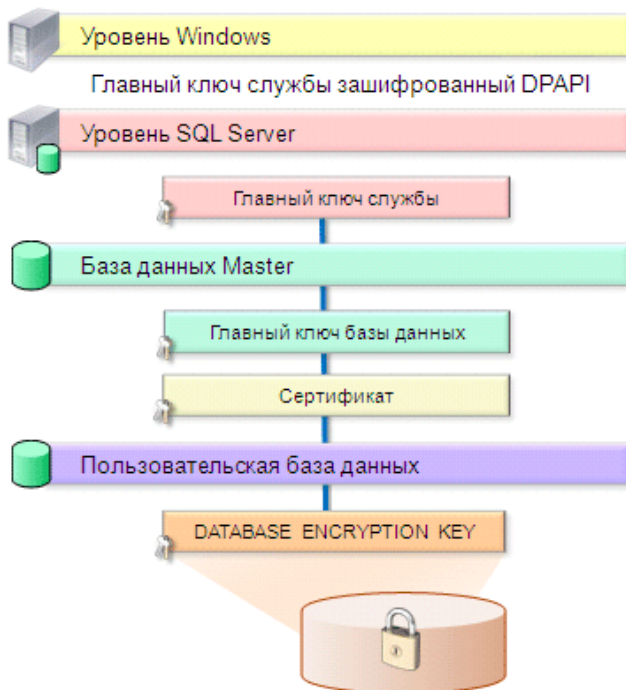 Уровень Windows
Главный ключ службы зашифрованный DPAPI
Уровень SQL Server
Главный ключ службы
База данных Master
Главный ключ базы данных
Сертификат
Пользовательская база данных
DATABASE ENCRYPTION KEY